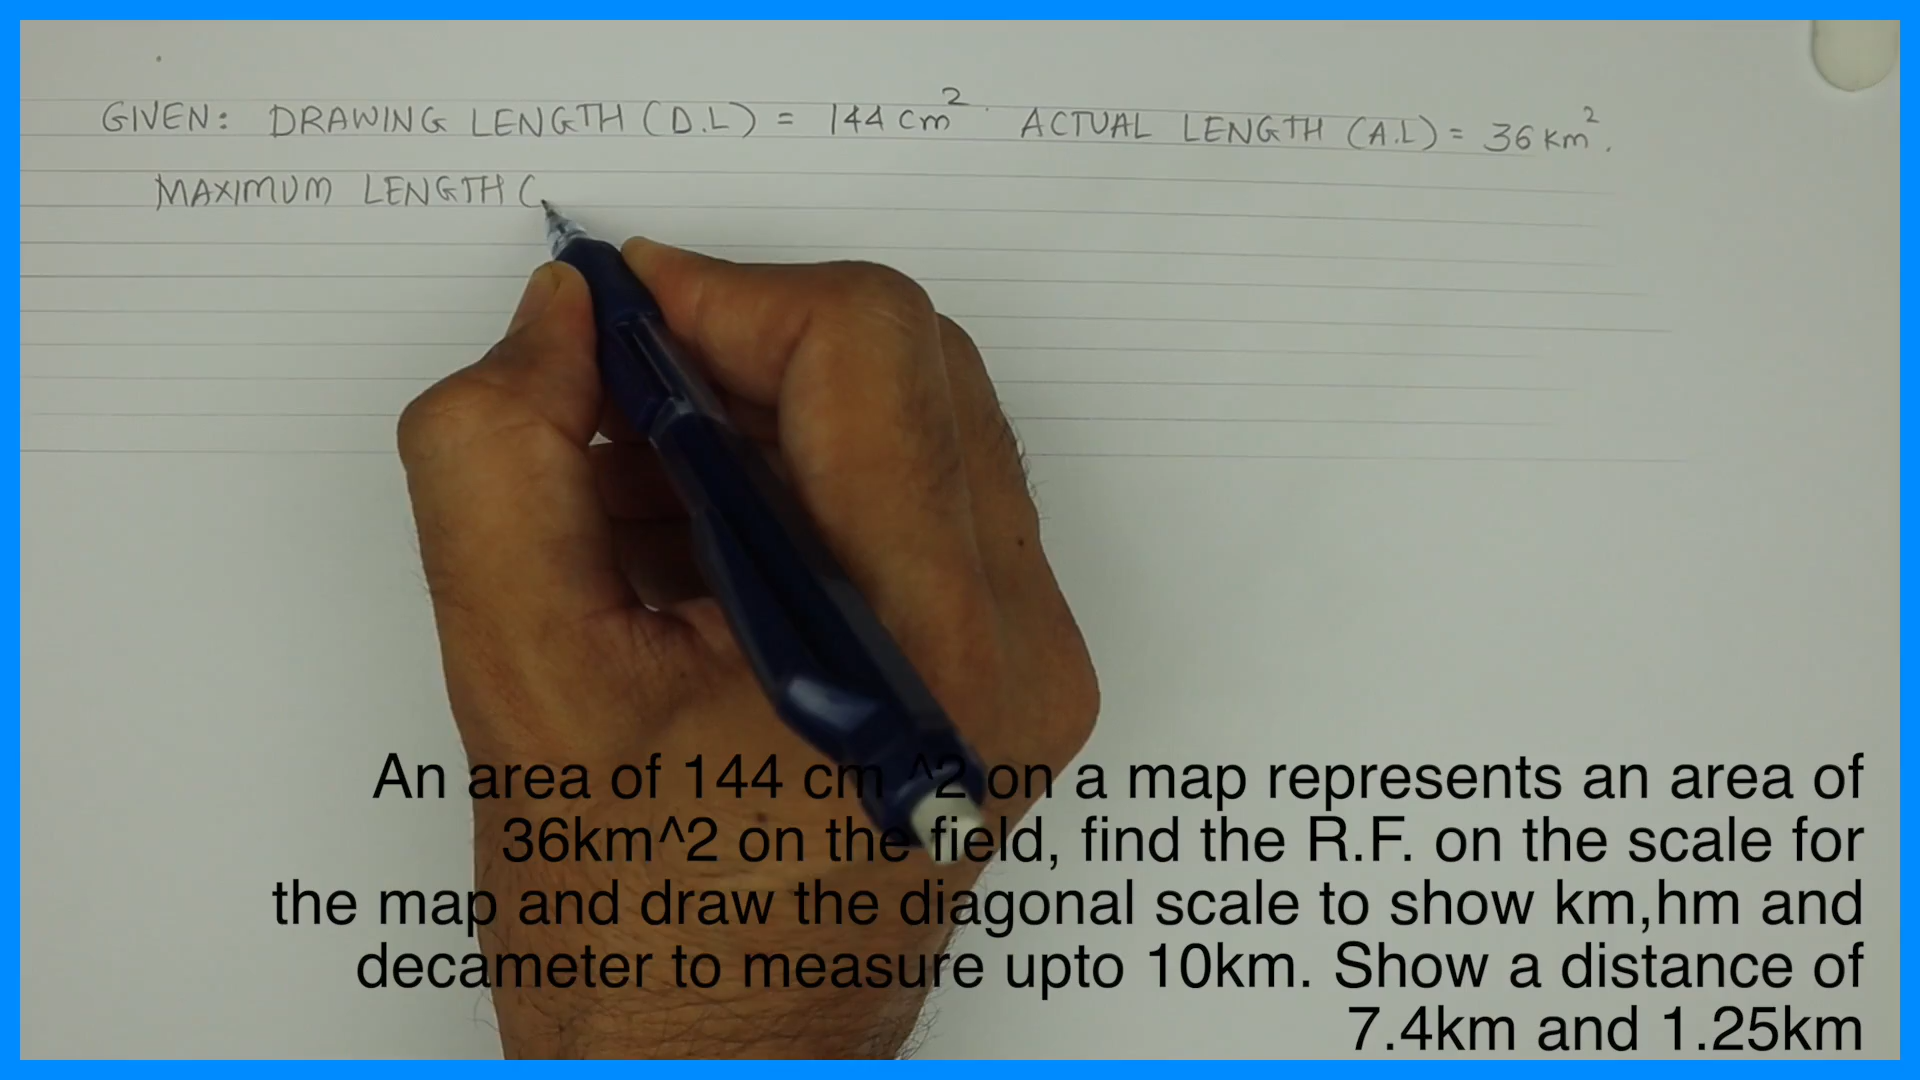 GIVEN: DRAWING LENGTH (D.L) = 144 cm². ACTUAL LENGTH (A.L) = 36 km².
MAXIMUM LENGTH (
An area of 144 cm ^2 on a map represents an area of
36km^2 on the field, find the R.F. on the scale for
the map and draw the diagonal scale to show km,hm and
decameter to measure upto 10km. Show a distance of
7.4km and 1.25km